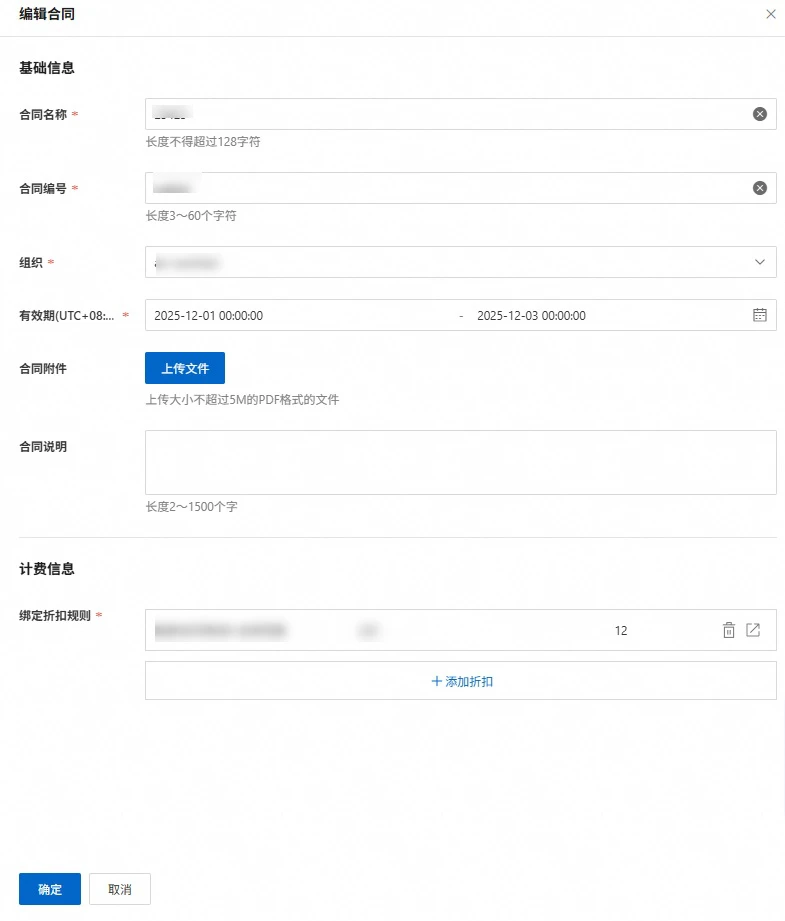 编辑合同
基础信息
合同名称 *
长度不得超过128字符
合同编号 *
长度3～60个字符
组织 *
有效期(UTC+08:... * 2025-12-01 00:00:00 - 2025-12-03 00:00:00
合同附件 上传文件
上传大小不超过5M的PDF格式的文件
合同说明
长度2～1500个字
计费信息
绑定折扣规则 *
12
添加折扣
确定 取消